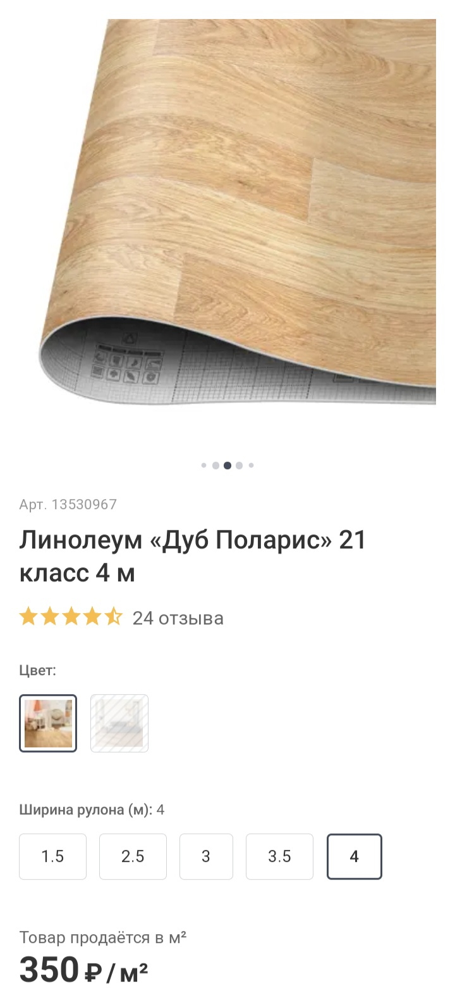 Арт. 13530967
Линолеум «Дуб Поларис» 21
класс 4 м
24 отзыва
Цвет:
Ширина рулона (м): 4
1.5
2.5
3
3.5
4
Товар продаётся в м²
350 ₽ / м²